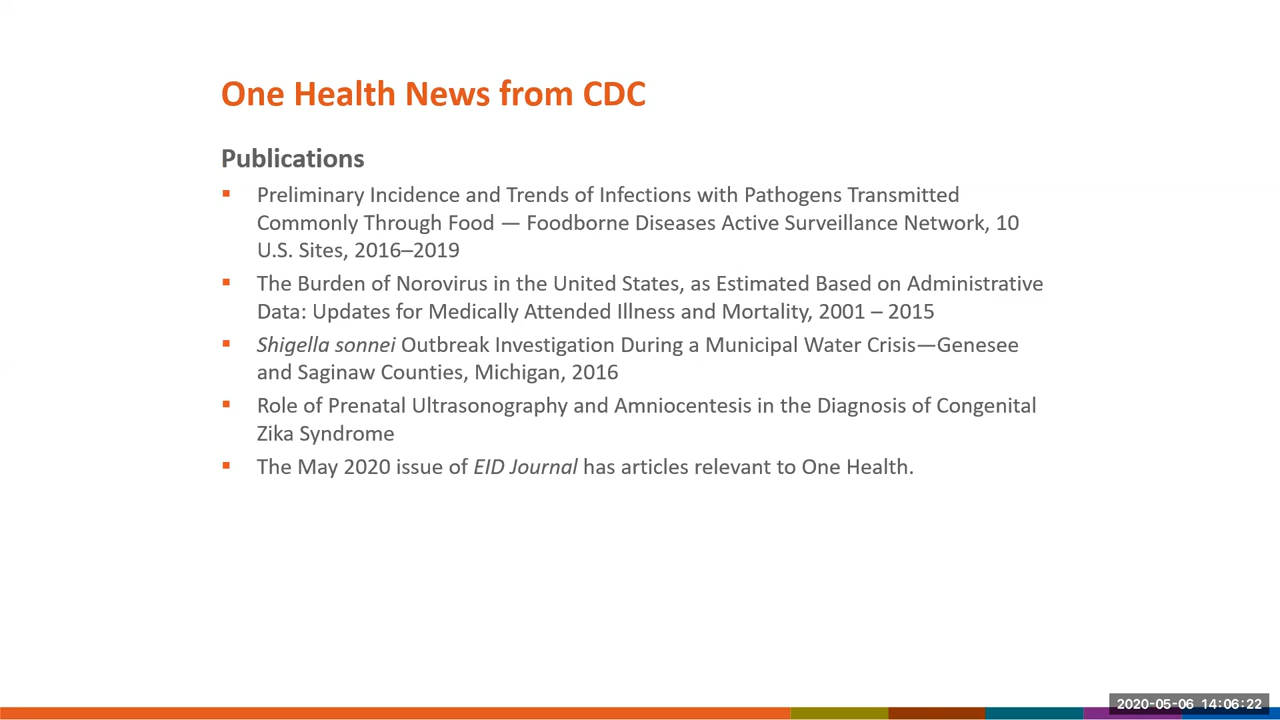 One Health News from CDC
Publications
Preliminary Incidence and Trends of Infections with Pathogens Transmitted
Commonly Through Food — Foodborne Diseases Active Surveillance Network, 10
U.S. Sites, 2016–2019
The Burden of Norovirus in the United States, as Estimated Based on Administrative
Data: Updates for Medically Attended Illness and Mortality, 2001 – 2015
Shigella sonnei Outbreak Investigation During a Municipal Water Crisis—Genesee
and Saginaw Counties, Michigan, 2016
Role of Prenatal Ultrasonography and Amniocentesis in the Diagnosis of Congenital
Zika Syndrome
The May 2020 issue of EID Journal has articles relevant to One Health.
2020-05-06 14:06:22